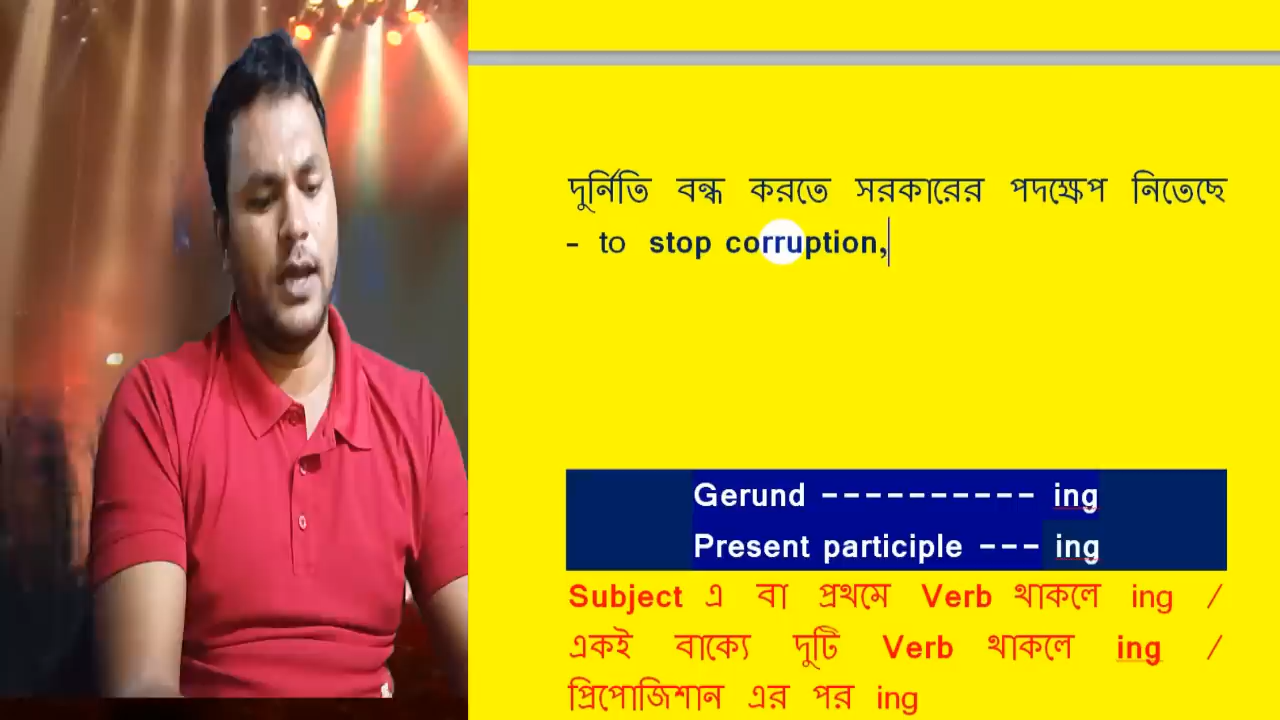 দুর্নিতি বন্ধ করতে সরকারের পদক্ষেপ নিতেছে
– to stop corruption,
Gerund ---------- ing
Present participle --- ing
Subject এ বা প্রথমে Verb থাকলে ing /
একই বাক্যে দুটি Verb থাকলে ing /
প্রিপোজিশান এর পর ing